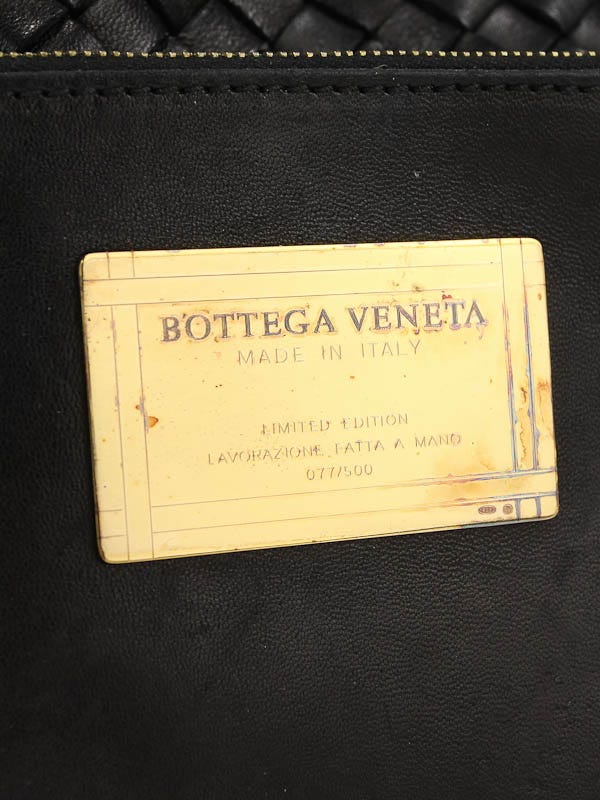 BOTTEGA VENETA
MADE IN ITALY
LIMITED EDITION
LAVORAZIONE FATTA A MANO
077/500